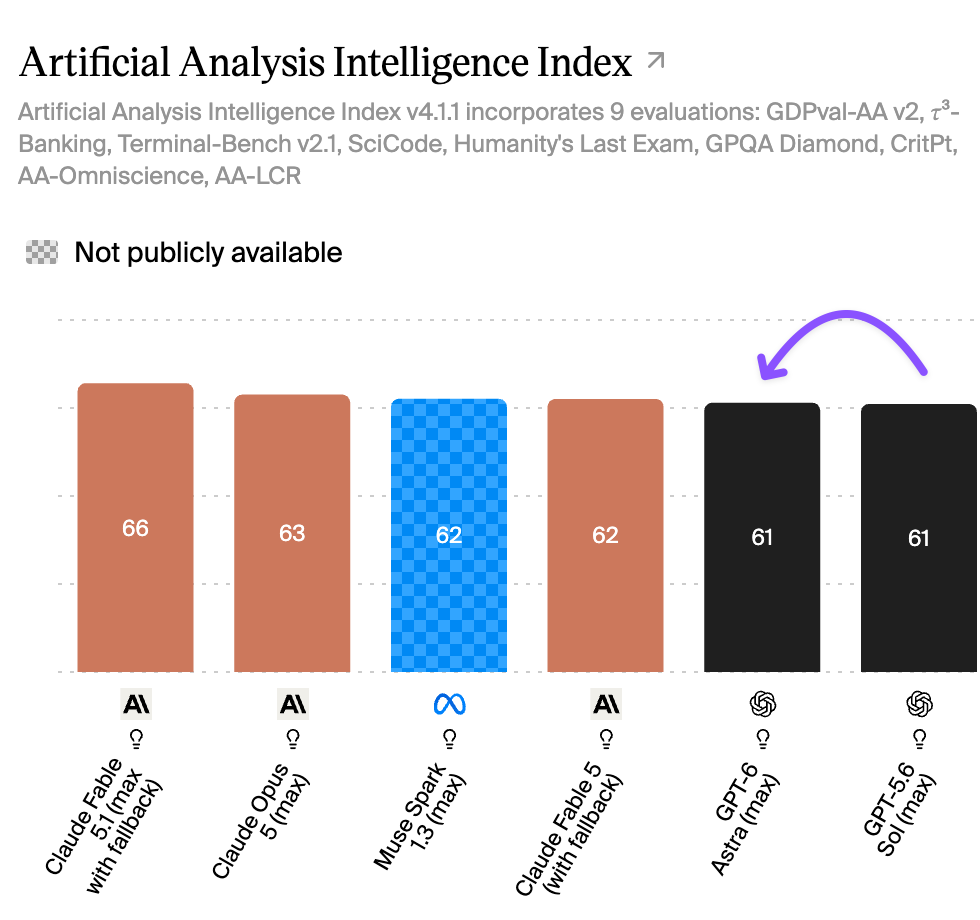 Artificial Analysis Intelligence Index ↗
Artificial Analysis Intelligence Index v4.1.1 incorporates 9 evaluations: GDPval-AA v2, 𝜏³-
Banking, Terminal-Bench v2.1, SciCode, Humanity's Last Exam, GPQA Diamond, CritPt,
AA-Omniscience, AA-LCR
Not publicly available
66
63
62
62
61
61
Claude Fable
5.1 (max
with fallback)
Claude Opus
5 (max)
Muse Spark
1.3 (max)
Claude Fable 5
(with fallback)
GPT-6
Astra (max)
GPT-5.6
Sol (max)